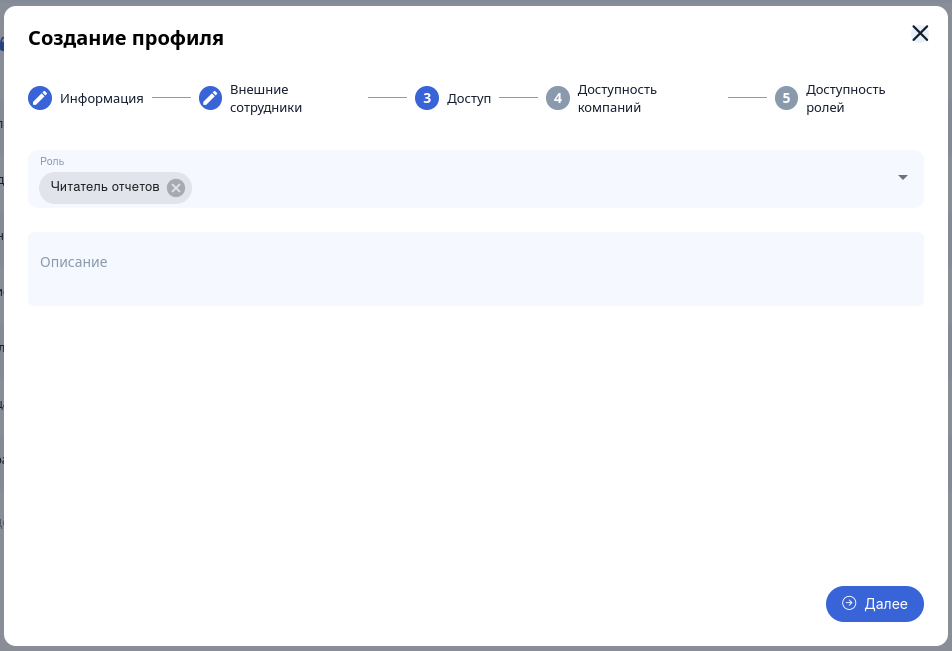 Создание профиля
Информация
Внешние
сотрудники
3
Доступ
4
Доступность
компаний
5
Доступность
ролей
Роль
Читатель отчетов
Описание
Далее